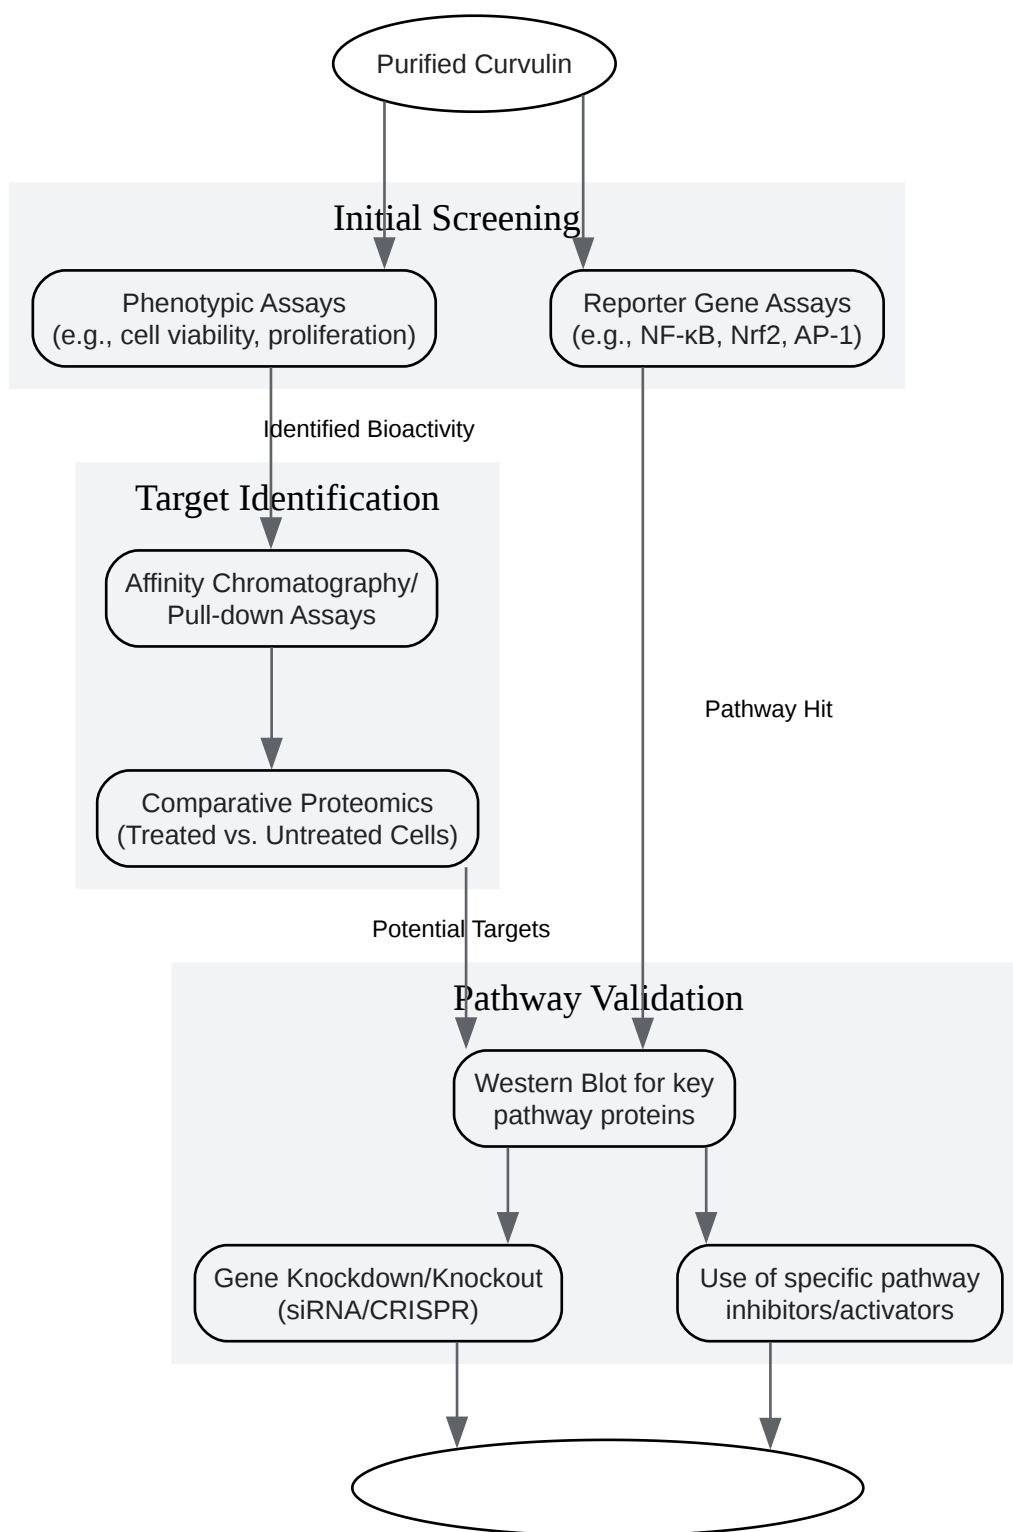 Purified Curvulin
Initial Screening
Phenotypic Assays
(e.g., cell viability, proliferation)
Reporter Gene Assays
(e.g., NF-κB, Nrf2, AP-1)
Identified Bioactivity
Target Identification
Affinity Chromatography/
Pull-down Assays
Pathway Hit
Comparative Proteomics
(Treated vs. Untreated Cells)
Potential Targets
Pathway Validation
Western Blot for key
pathway proteins
Gene Knockdown/Knockout
(siRNA/CRISPR)
Use of specific pathway
inhibitors/activators